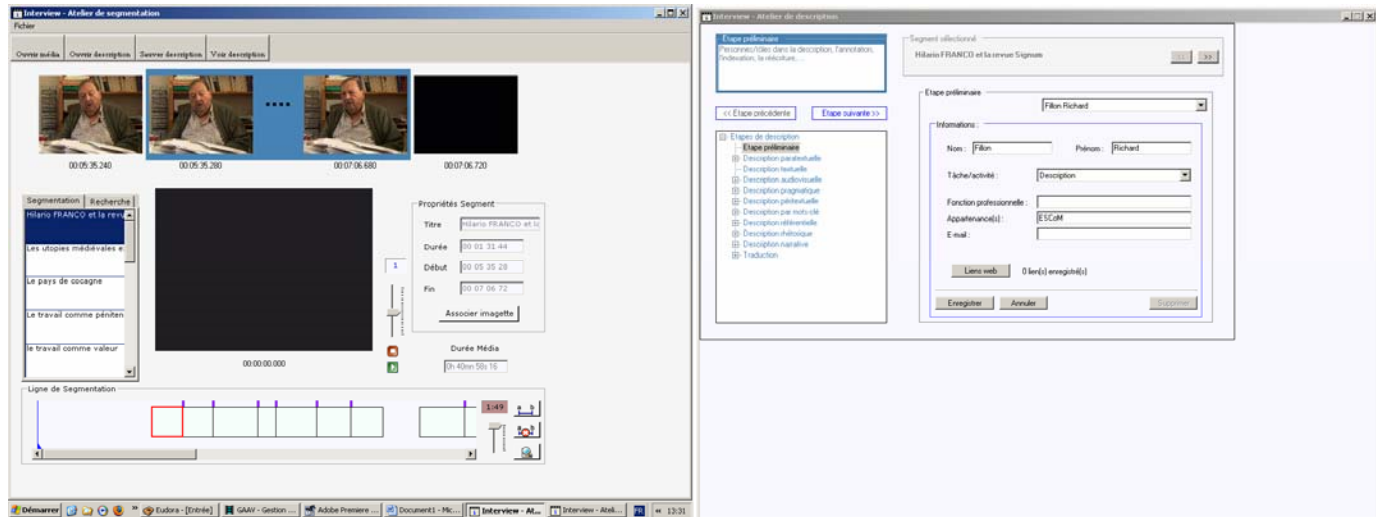 Interview - Atelier de segmentation
Fichier
Ouvrir média
Ouvrir description
Sauver description
Voir description
00:05:35.240
00:05:35.280
00:07:06.680
00:07:06.720
Segmentation
Recherche
Hilario FRANCO et la revu
Les utopies médiévales e
Le pays de cocagne
Le travail comme péniten
le travail comme valeur
00:00:00.000
1
Propriétés Segment
Titre
Hilario FRANCO et la
Durée
00 01 31 44
Début
00 05 35 28
Fin
00 07 06 72
Associer imagette
Durée Média
0h 40mn 58s 16
Ligne de Segmentation
1:49
a b
a b
Démarrer
Eudora - [Entrée]
GAAV - Gestion ...
Adobe Premiere ...
Document1 - Mic...
Interview - At...
Interview - Ateli...
FR
13:31
Interview - Atelier de description
Etape préliminaire
Personnes/rôles dans la description, l'annotation,
l'indexation, la réécriture, ...
<< Etape précédente
Etape suivante >>
Etapes de description
Etape préliminaire
Description paratextuelle
Description textuelle
Description audiovisuelle
Description pragmatique
Description péritextuelle
Description par mots-clé
Description référentielle
Description rhétorique
Description narrative
Traduction
Segment sélectionné
Hilario FRANCO et la revue Signum
<<
>>
Etape préliminaire
Fillon Richard
Informations :
Nom : Fillon
Prénom : Richard
Tâche/activité : Description
Fonction professionnelle :
Appartenance(s) : ESCoM
E-mail :
Liens web
0 lien(s) enregistré(s)
Enregistrer
Annuler
Supprimer